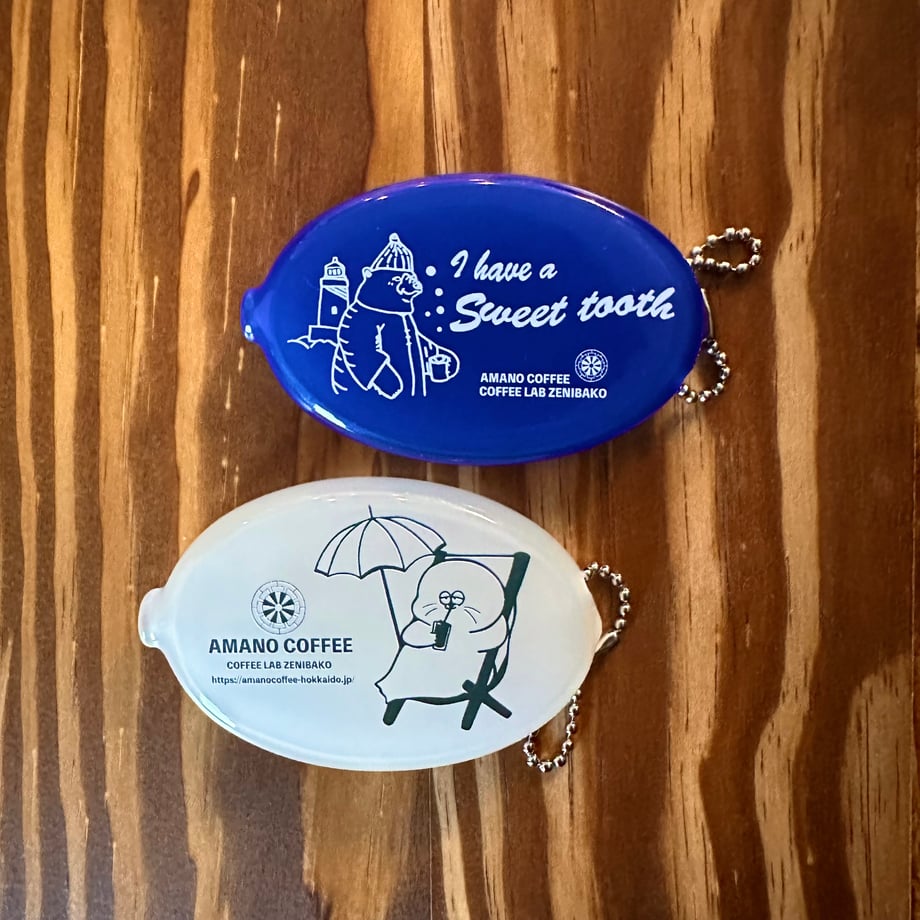 I have a
Sweet tooth
AMANO COFFEE
COFFEE LAB ZENIBAKO
AMANO COFFEE
COFFEE LAB ZENIBAKO
https://amanocoffee-hokkaido.jp/